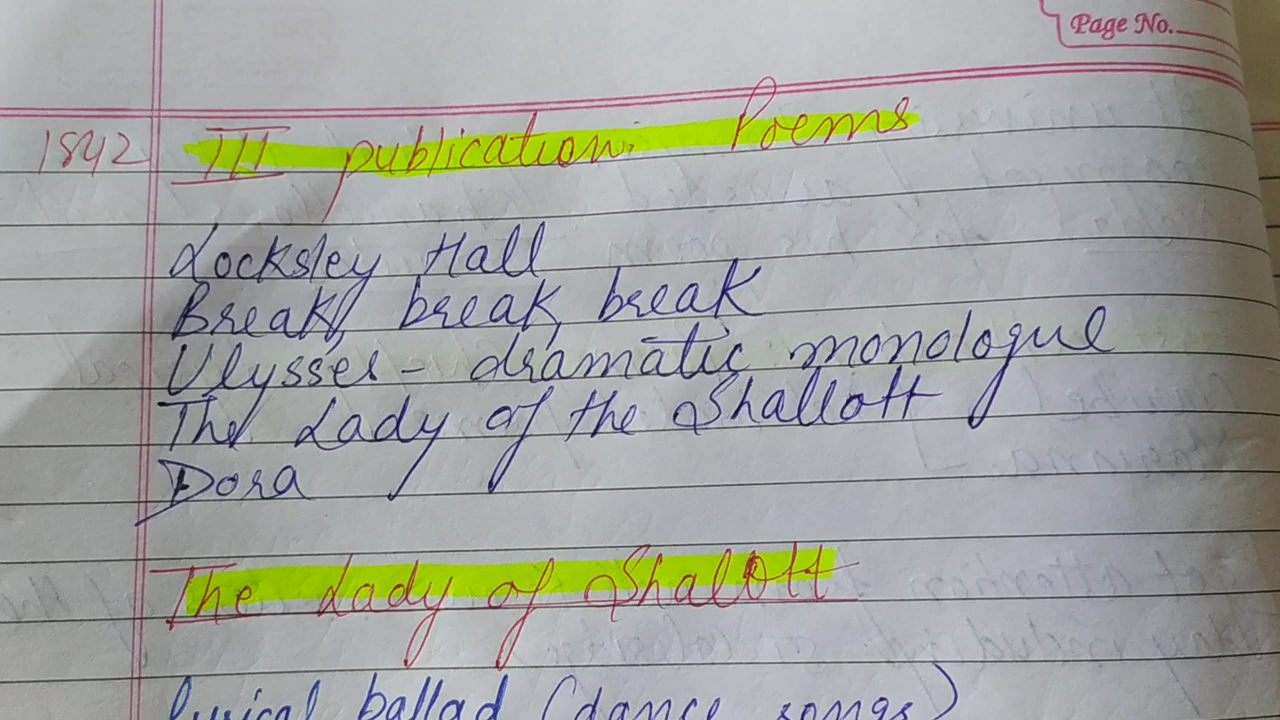 Page No.
1842 III publication. Poems
Locksley Hall
Break, break, break
Ulysses - dramatic monologue
The Lady of the Shallott
Dora
The Lady of Shalott
lyrical ballad (dance songs)